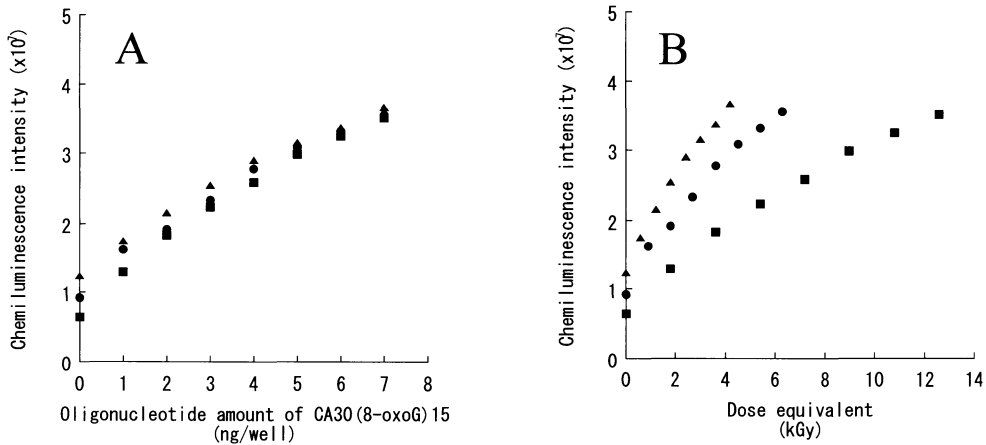 A
Chemiluminescence intensity (x10⁷)
5
4
3
2
1
0
0 1 2 3 4 5 6 7 8
Oligonucleotide amount of CA30(8-oxoG)15
(ng/well)
B
Chemiluminescence intensity (x10⁷)
5
4
3
2
1
0
0 2 4 6 8 10 12 14
Dose equivalent
(kGy)